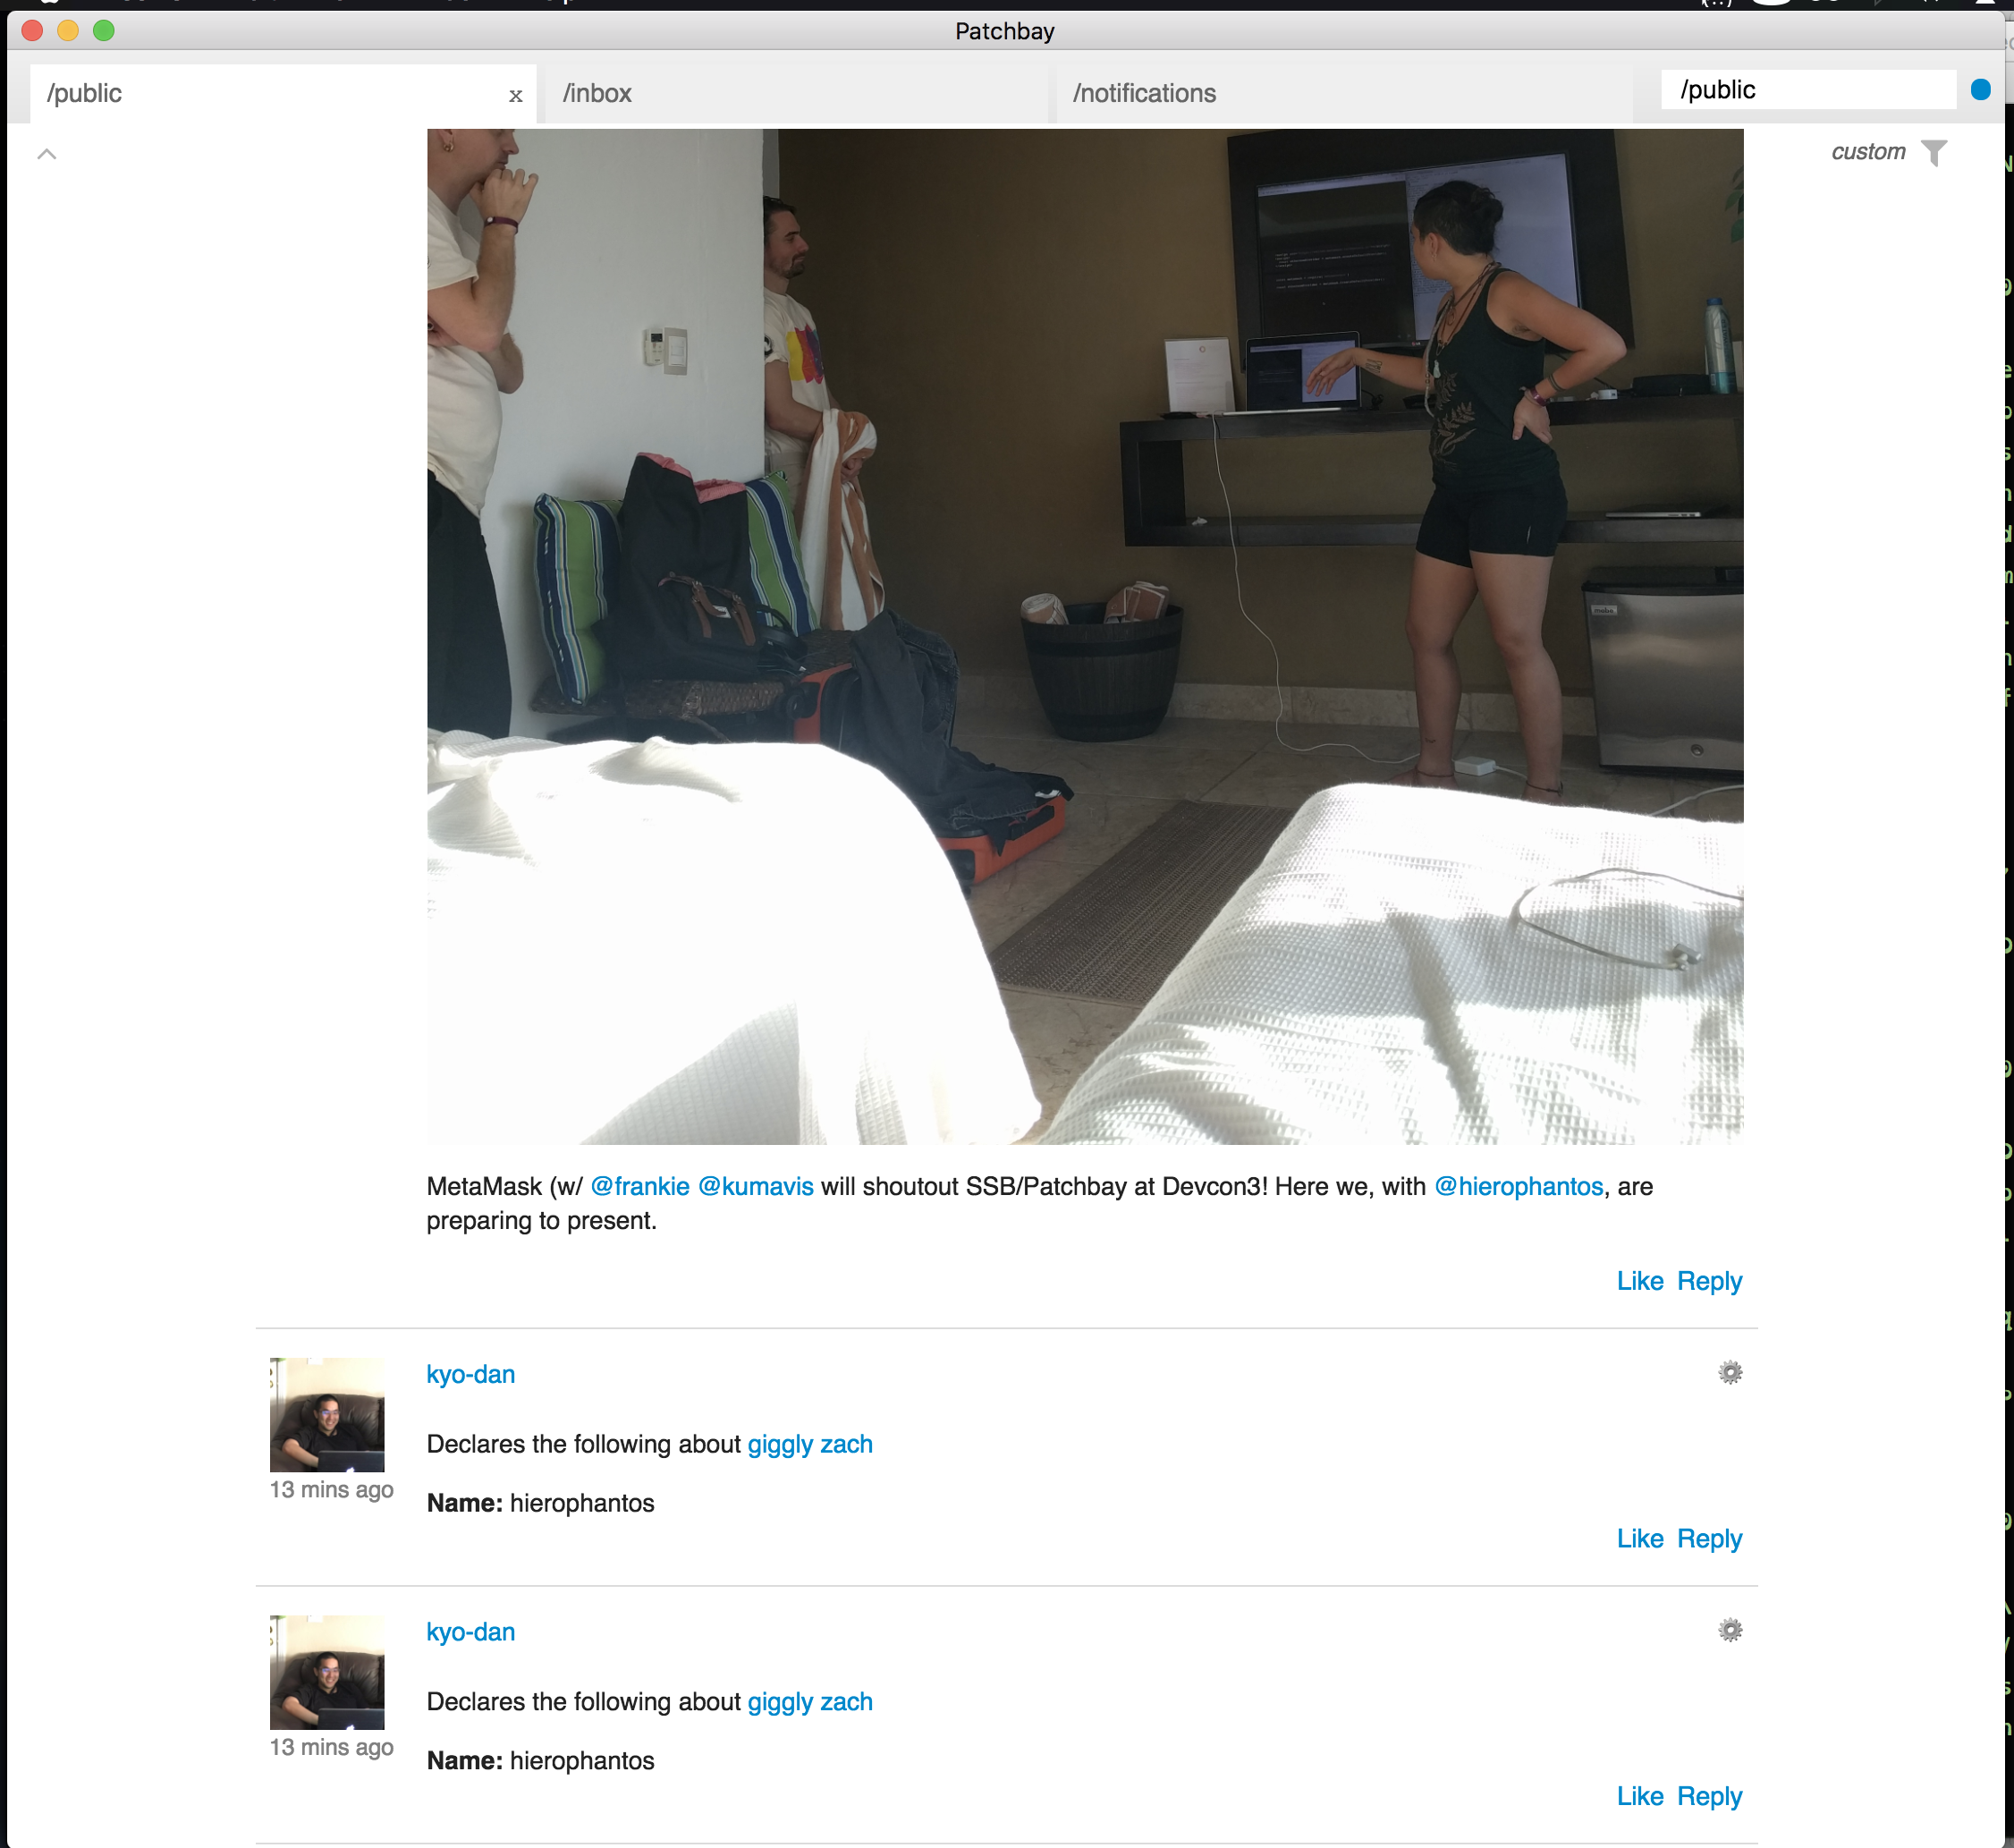 Patchbay
/public x /inbox /notifications /public
custom
mabe
MetaMask (w/ @frankie @kumavis will shoutout SSB/Patchbay at Devcon3! Here we, with @hierophantos, are
preparing to present.
Like Reply
kyo-dan
Declares the following about giggly zach
13 mins ago
Name: hierophantos
Like Reply
kyo-dan
Declares the following about giggly zach
13 mins ago
Name: hierophantos
Like Reply